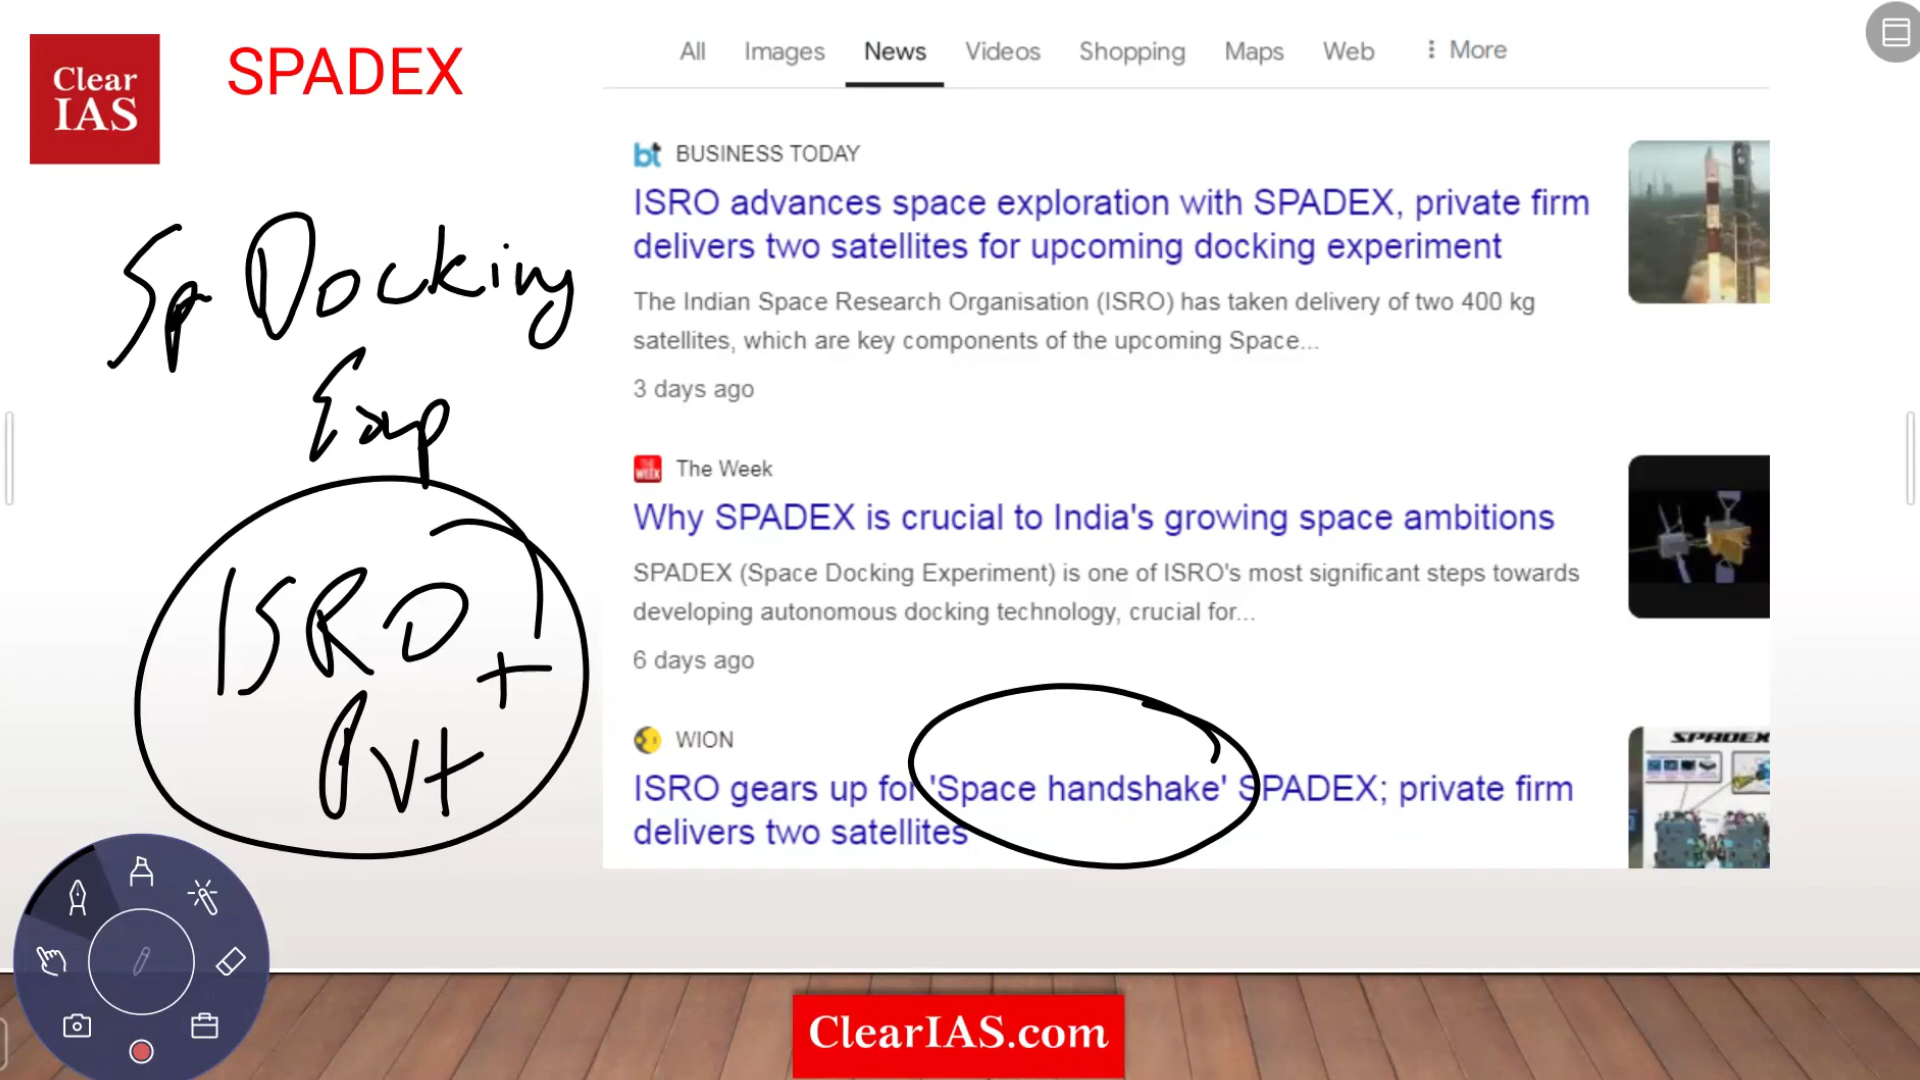 Clear
IAS
SPADEX
All Images News Videos Shopping Maps Web More
BUSINESS TODAY
ISRO advances space exploration with SPADEX, private firm
delivers two satellites for upcoming docking experiment
The Indian Space Research Organisation (ISRO) has taken delivery of two 400 kg
satellites, which are key components of the upcoming Space...
3 days ago
Sp Docking
Exp
ISRO +
Pvt
THE WEEK
The Week
Why SPADEX is crucial to India's growing space ambitions
SPADEX (Space Docking Experiment) is one of ISRO's most significant steps towards
developing autonomous docking technology, crucial for...
6 days ago
WION
ISRO gears up for 'Space handshake' SPADEX; private firm
delivers two satellites
SPADEX
ClearIAS.com